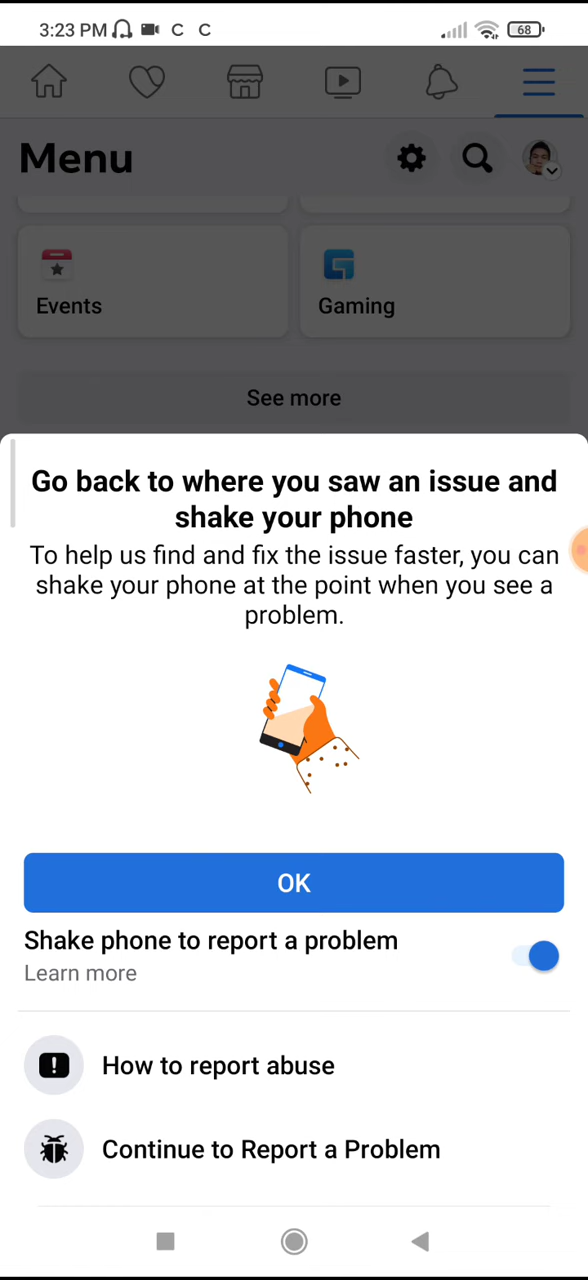 3:23 PM C C 68
Menu
Events
Gaming
See more
Go back to where you saw an issue and
shake your phone
To help us find and fix the issue faster, you can
shake your phone at the point when you see a
problem.
OK
Shake phone to report a problem
Learn more
How to report abuse
Continue to Report a Problem